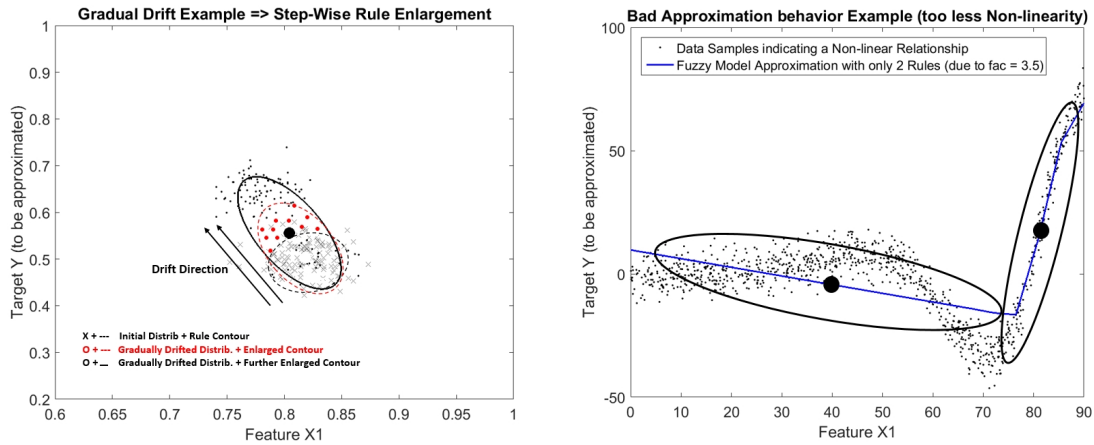 Gradual Drift Example => Step-Wise Rule Enlargement
1
0.9
0.8
0.7
0.6
0.5
0.4
0.3
0.2
Target Y (to be approximated)
Drift Direction
X + --- Initial Distrib + Rule Contour
O + --- Gradually Drifted Distrib. + Enlarged Contour
O + __ Gradually Drifted Distrib. + Further Enlarged Contour
0.6 0.65 0.7 0.75 0.8 0.85 0.9 0.95 1
Feature X1
Bad Approximation behavior Example (too less Non-linearity)
100
50
0
-50
Target Y (to be approximated)
Data Samples indicating a Non-linear Relationship
Fuzzy Model Approximation with only 2 Rules (due to fac = 3.5)
0 10 20 30 40 50 60 70 80 90
Feature X1